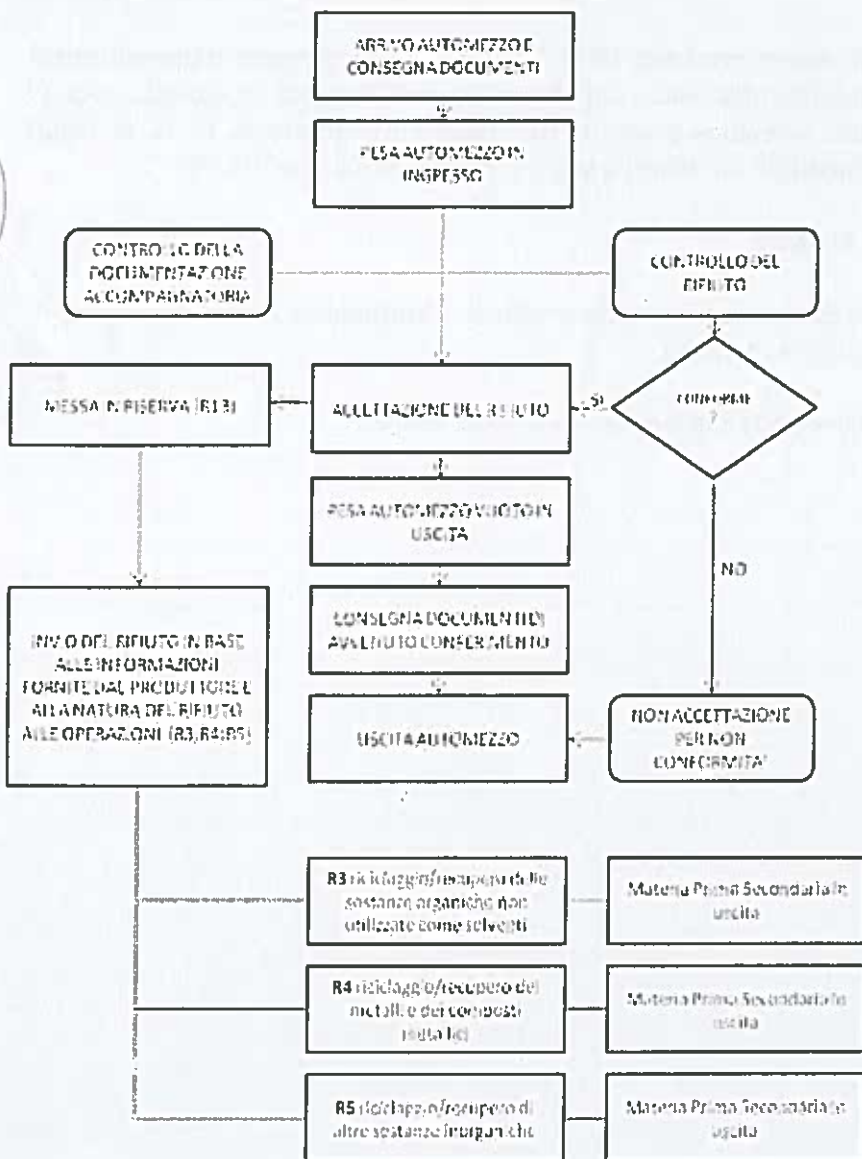 ARRIVO AUTOMEZZO E
CONSEGNA DOCUMENTI
PESA AUTOMEZZO IN
INGRESSO
CONTROLLO DELLA
DOCUMENTAZIONE
ACCOMPAGNATORIA
CONTROLLO DEL
RIFIUTO
MESSA IN RISERVA (R13)
ACCETTAZIONE DEL RIFIUTO
SI
CONFORME
?
PESA AUTOMEZZO VUOTO IN
USCITA
NO
INVIO DEL RIFIUTO IN BASE
ALLE INFORMAZIONI
FORNITE DAL PRODUTTORE E
ALLA NATURA DEL RIFIUTO
ALLE OPERAZIONI (R3,R4,R5)
CONSEGNA DOCUMENTI DI
AVVENUTO CONFERIMENTO
USCITA AUTOMEZZO
NON ACCETTAZIONE
PER NON
CONFORMITA'
R3 riciclaggio/recupero delle
sostanze organiche non
utilizzate come solventi
Materia Prima Secondaria in
uscita
R4 riciclaggio/recupero dei
metalli e dei composti
metallici
Materia Prima Secondaria in
uscita
R5 riciclaggio/recupero di
altre sostanze inorganiche
Materia Prima Secondaria in
uscita